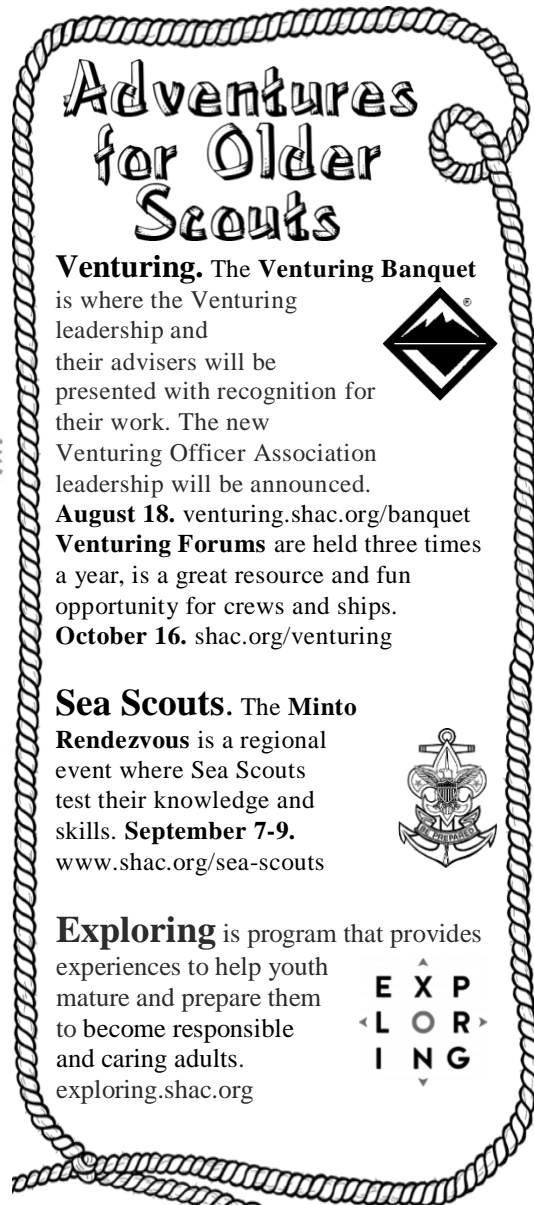 Adventures
for Older
Scouts
Venturing. The Venturing Banquet
is where the Venturing
leadership and
their advisers will be
presented with recognition for
their work. The new
Venturing Officer Association
leadership will be announced.
August 18. venturing.shac.org/banquet
Venturing Forums are held three times
a year, is a great resource and fun
opportunity for crews and ships.
October 16. shac.org/venturing
®
Sea Scouts. The Minto
Rendezvous is a regional
event where Sea Scouts
test their knowledge and
skills. September 7-9.
www.shac.org/sea-scouts
BE PREPARED
Exploring is program that provides
experiences to help youth
mature and prepare them
to become responsible
and caring adults.
exploring.shac.org
E X P
L O R
I N G